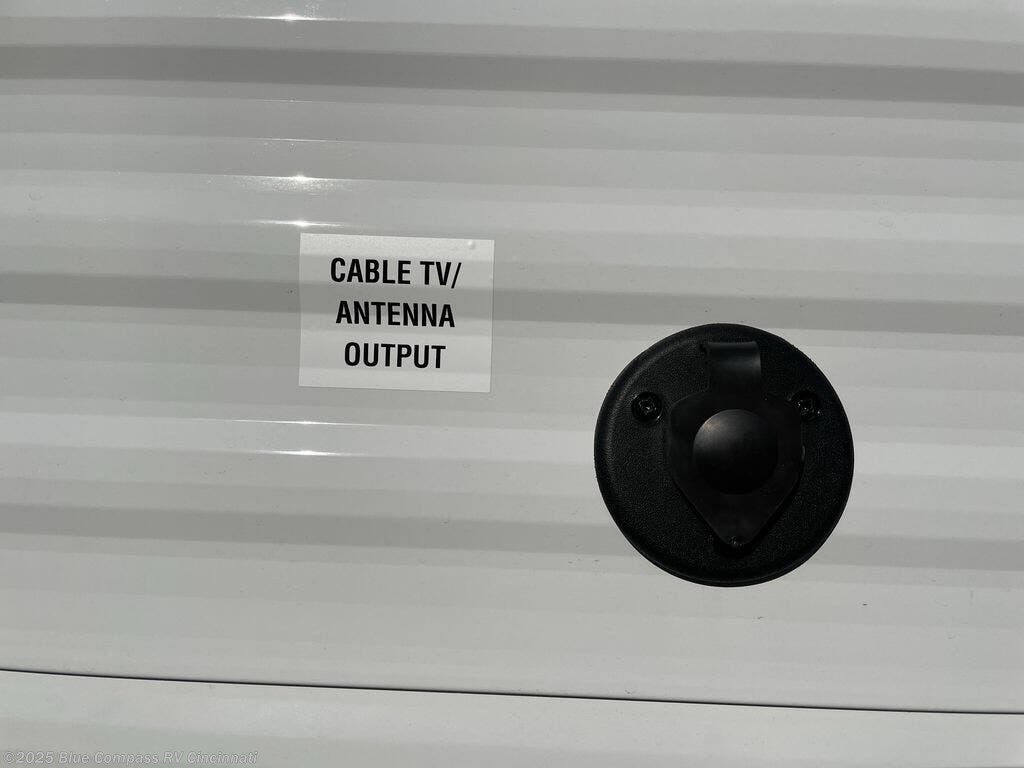 CABLE TV/
ANTENNA
OUTPUT
©2025 Blue Compass RV Cincinnati